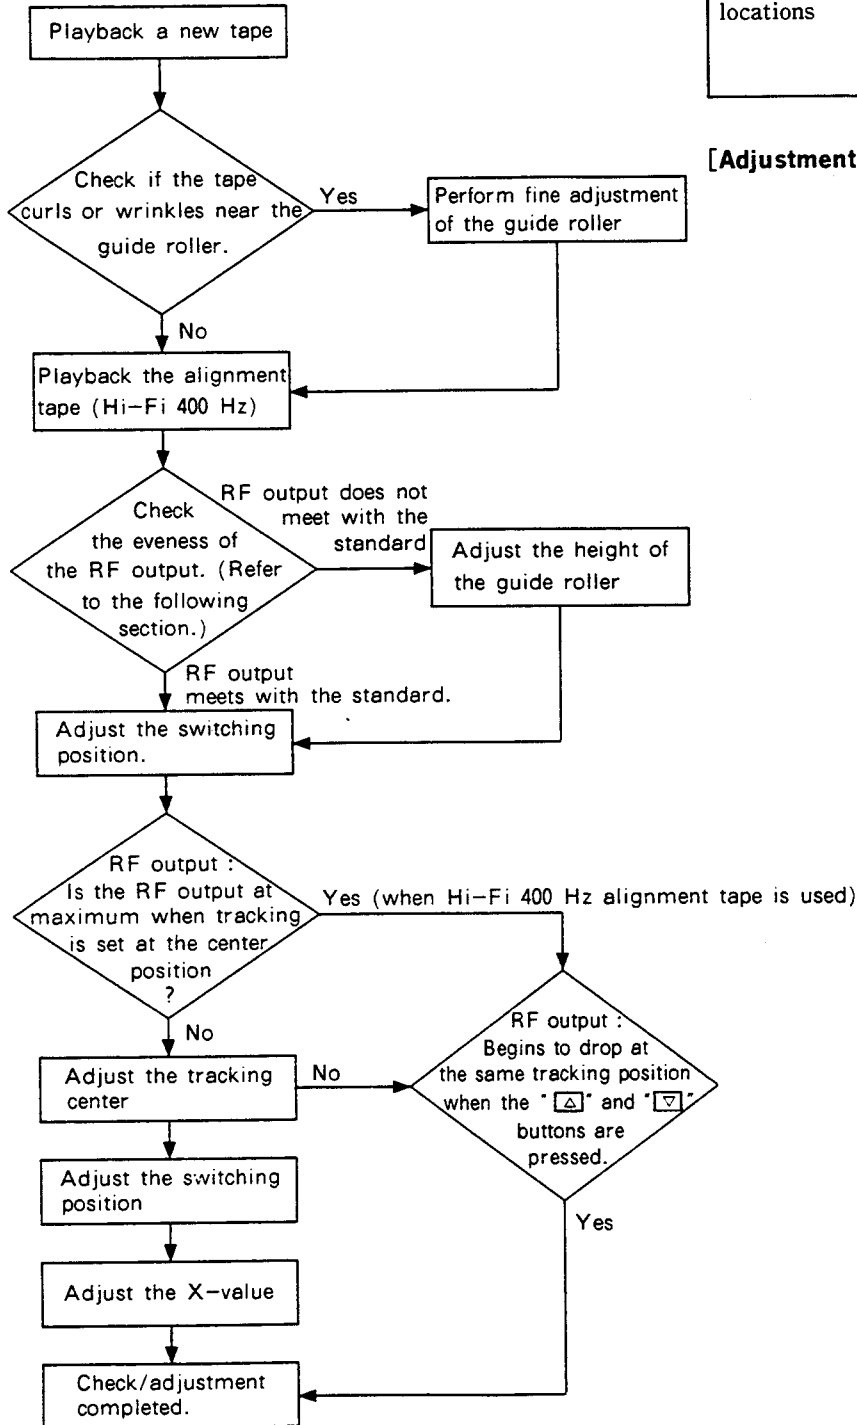 locations
Playback a new tape
[Adjustment
Check if the tape
curls or wrinkles near the
guide roller.
Yes
Perform fine adjustment
of the guide roller
No
Playback the alignment
tape (Hi-Fi 400 Hz)
RF output does not
meet with the
standard
Check
the eveness of
the RF output. (Refer
to the following
section.)
Adjust the height of
the guide roller
RF output
meets with the standard.
Adjust the switching
position.
RF output :
Is the RF output at
maximum when tracking
is set at the center
position
?
Yes (when Hi-Fi 400 Hz alignment tape is used)
No
RF output :
Begins to drop at
the same tracking position
when the "△" and "▽"
buttons are
pressed.
Adjust the tracking
center
No
Adjust the switching
position
Yes
Adjust the X-value
Check/adjustment
completed.